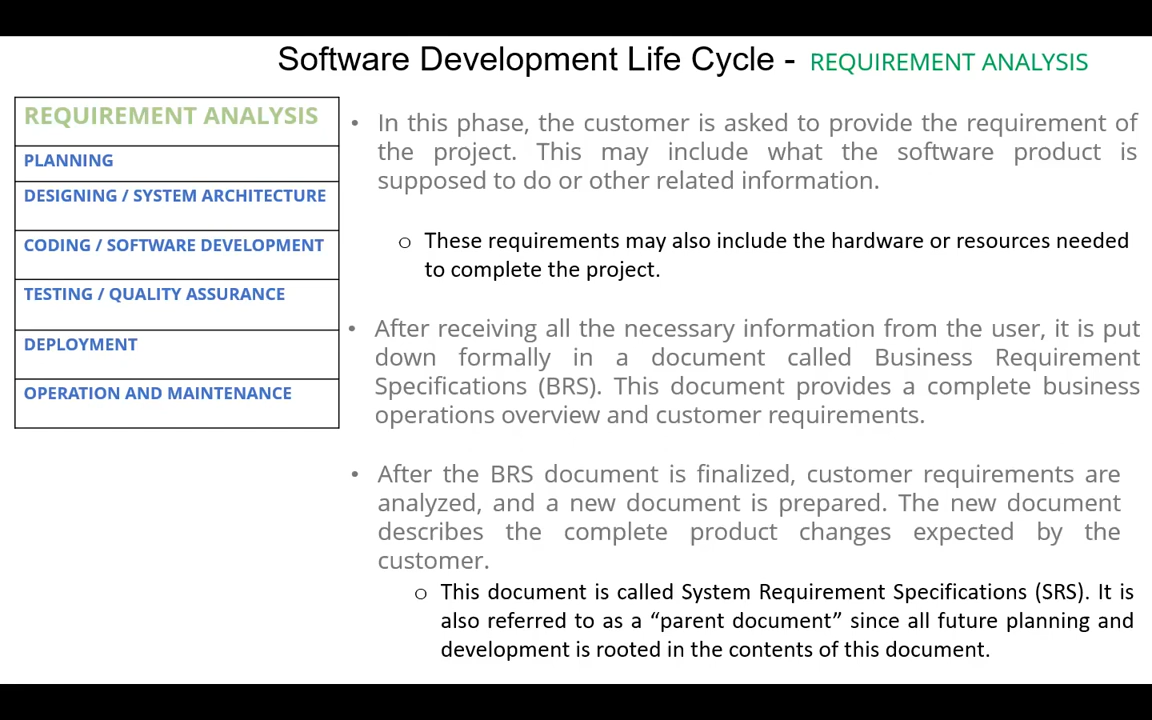 Software Development Life Cycle - REQUIREMENT ANALYSIS
REQUIREMENT ANALYSIS
PLANNING
DESIGNING / SYSTEM ARCHITECTURE
CODING / SOFTWARE DEVELOPMENT
TESTING / QUALITY ASSURANCE
DEPLOYMENT
OPERATION AND MAINTENANCE
• In this phase, the customer is asked to provide the requirement of
the project. This may include what the software product is
supposed to do or other related information.
o These requirements may also include the hardware or resources needed
to complete the project.
• After receiving all the necessary information from the user, it is put
down formally in a document called Business Requirement
Specifications (BRS). This document provides a complete business
operations overview and customer requirements.
• After the BRS document is finalized, customer requirements are
analyzed, and a new document is prepared. The new document
describes the complete product changes expected by the
customer.
o This document is called System Requirement Specifications (SRS). It is
also referred to as a “parent document” since all future planning and
development is rooted in the contents of this document.